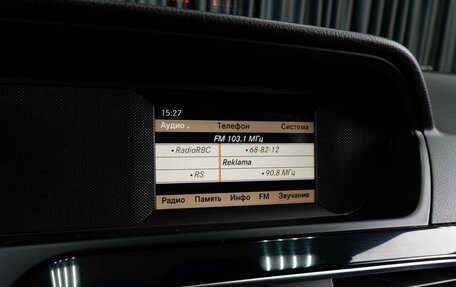 15:27
Аудио Телефон Система
FM 103.1 МГц
•RadioRBC •68-82-12
Reklama
•RS •90.8 МГц
Радио Память Инфо FM Звучание